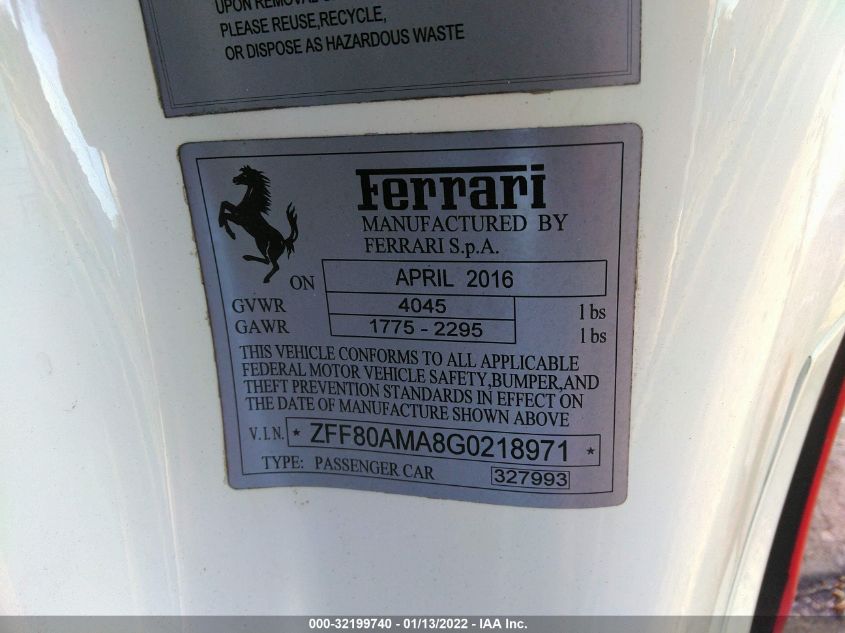 UPON REMOVAL
PLEASE REUSE,RECYCLE,
OR DISPOSE AS HAZARDOUS WASTE
Ferrari
MANUFACTURED BY
FERRARI S.p.A.
ON APRIL 2016
GVWR 4045 lbs
GAWR 1775 - 2295 lbs
THIS VEHICLE CONFORMS TO ALL APPLICABLE
FEDERAL MOTOR VEHICLE SAFETY,BUMPER,AND
THEFT PREVENTION STANDARDS IN EFFECT ON
THE DATE OF MANUFACTURE SHOWN ABOVE
V.I.N. * ZFF80AMA8G0218971 *
TYPE: PASSENGER CAR 327993
000-32199740 - 01/13/2022 - IAA Inc.